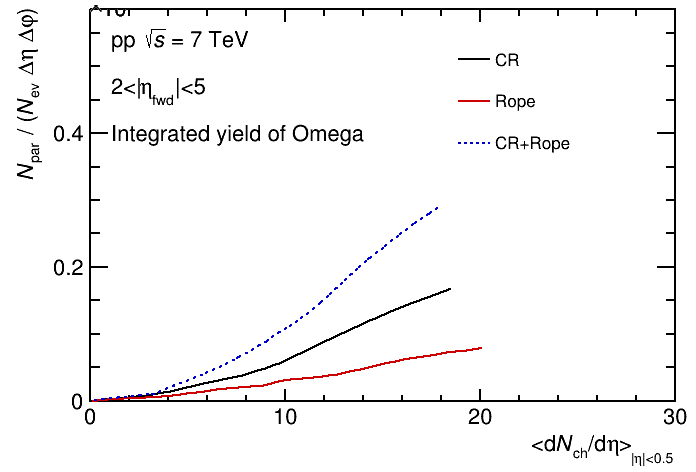 pp √s = 7 TeV
2<|η_fwd|<5
Integrated yield of Omega
CR
Rope
CR+Rope
N_par / (N_ev Δη Δφ)
0.4
0.2
0
0
10
20
30
<dN_ch/dη>_|η|<0.5